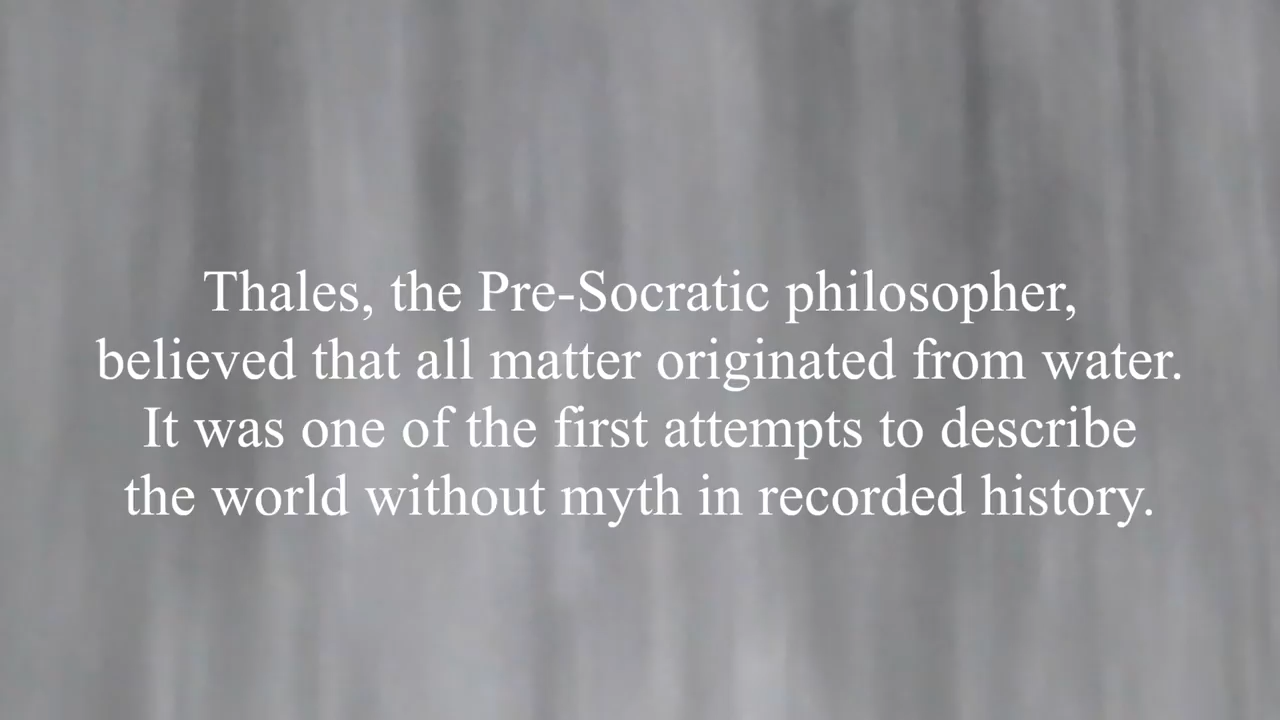 Thales, the Pre-Socratic philosopher,
believed that all matter originated from water.
It was one of the first attempts to describe
the world without myth in recorded history.